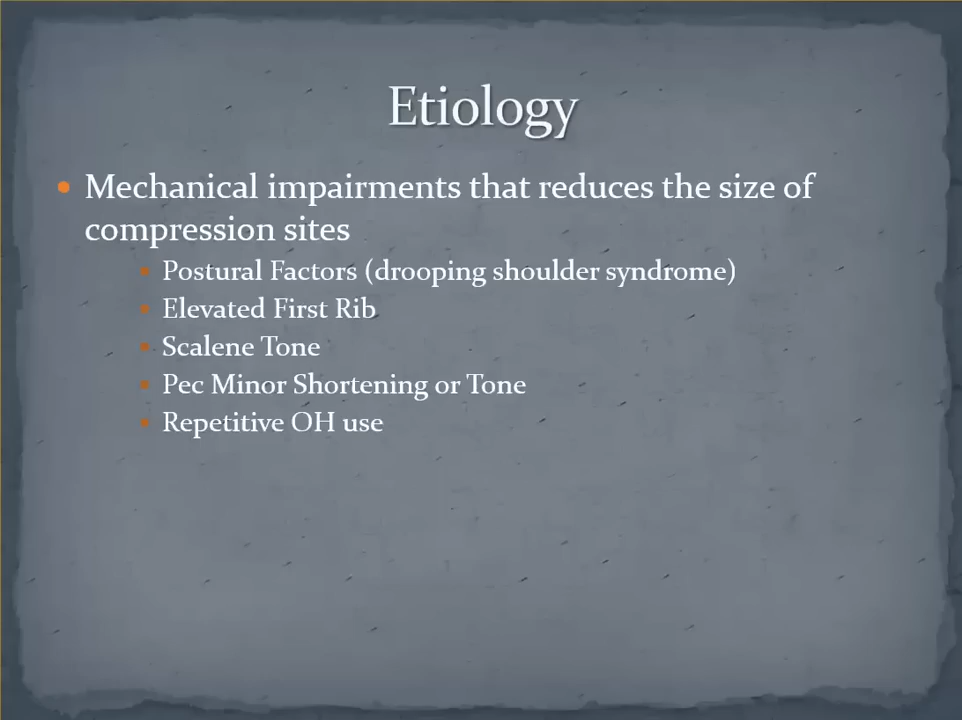 Etiology
Mechanical impairments that reduces the size of
compression sites
Postural Factors (drooping shoulder syndrome)
Elevated First Rib
Scalene Tone
Pec Minor Shortening or Tone
Repetitive OH use